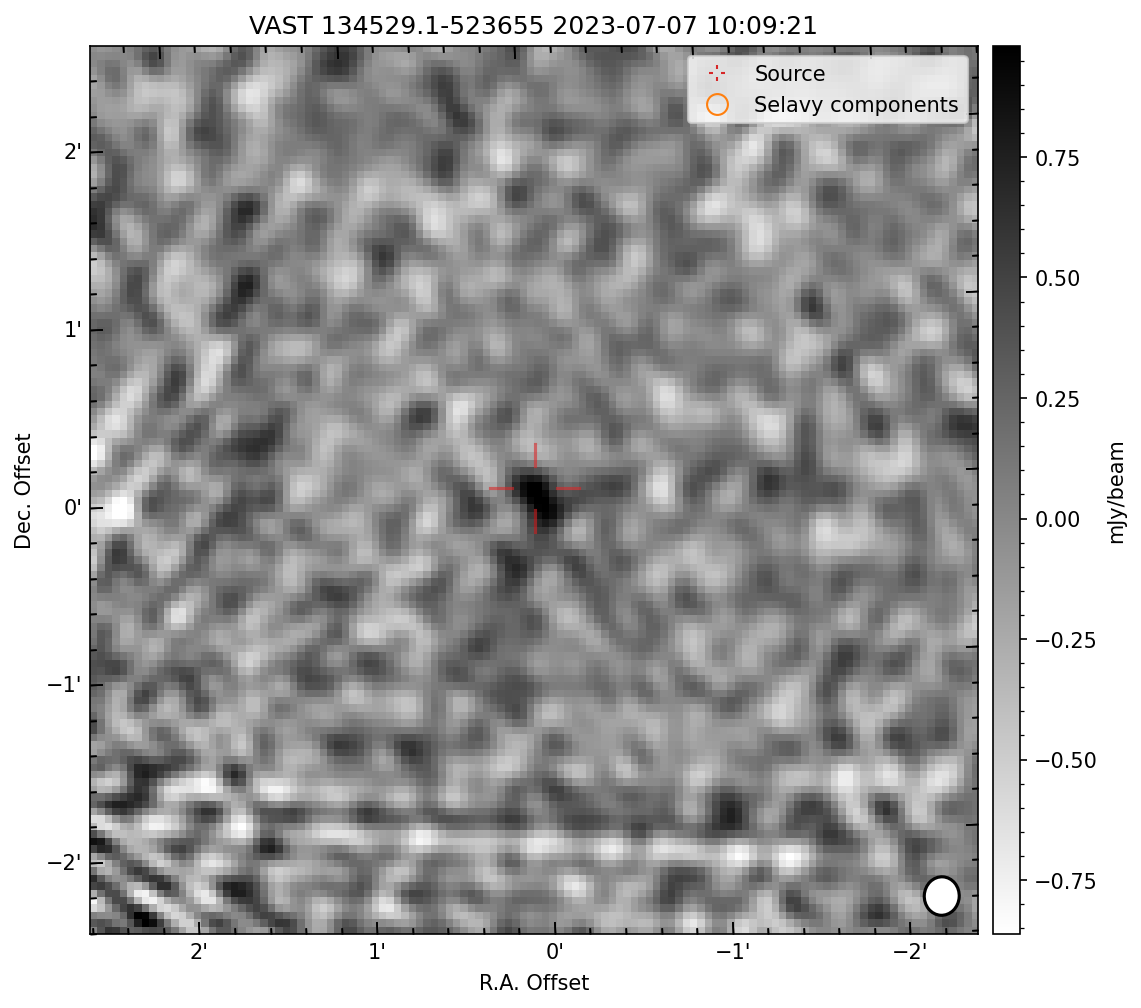 VAST 134529.1-523655 2023-07-07 10:09:21
Source
Selavy components
2'
1'
0'
−1'
−2'
Dec. Offset
2'
1'
0'
−1'
−2'
R.A. Offset
0.75
0.50
0.25
0.00
−0.25
−0.50
−0.75
mJy/beam